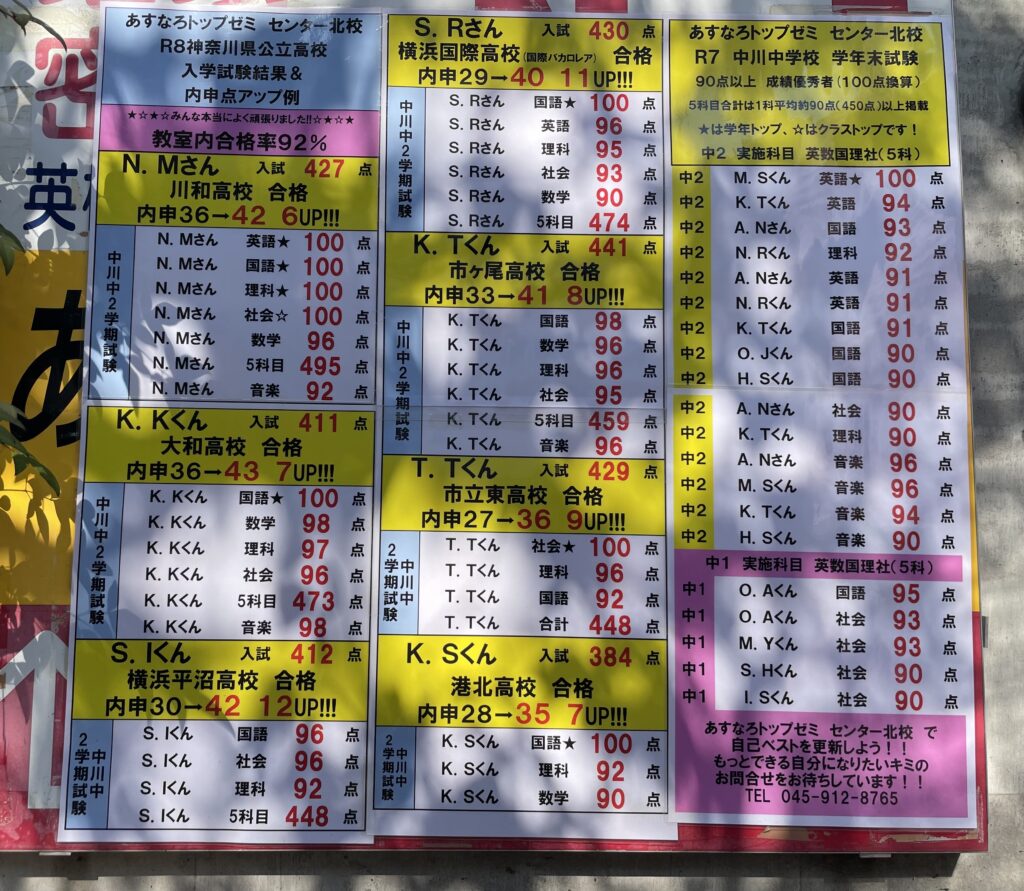 あすなろトップゼミ センター北校
R8神奈川県公立高校
入学試験結果&
内申点アップ例
★☆★☆みんな本当によく頑張りました!!☆★☆★
教室内合格率92%
N. Mさん 入試 427 点
川和高校 合格
内申36→42 6UP!!!
中川中2学期試験
N. Mさん 英語★ 100 点
N. Mさん 国語★ 100 点
N. Mさん 理科★ 100 点
N. Mさん 社会☆ 100 点
N. Mさん 数学 96 点
N. Mさん 5科目 495 点
N. Mさん 音楽 92 点
K. Kくん 入試 411 点
大和高校 合格
内申36→43 7UP!!!
中川中2学期試験
K. Kくん 国語★ 100 点
K. Kくん 数学 98 点
K. Kくん 理科 97 点
K. Kくん 社会 96 点
K. Kくん 5科目 473 点
K. Kくん 音楽 98 点
S. Iくん 入試 412 点
横浜平沼高校 合格
内申30→42 12UP!!!
中川中
2学期試験
S. Iくん 国語 96 点
S. Iくん 社会 96 点
S. Iくん 理科 92 点
S. Iくん 5科目 448 点
S. Rさん 入試 430 点
横浜国際高校(国際バカロレア) 合格
内申29→40 11UP!!!
中川中2学期試験
S. Rさん 国語★ 100 点
S. Rさん 英語 96 点
S. Rさん 理科 95 点
S. Rさん 社会 93 点
S. Rさん 数学 90 点
S. Rさん 5科目 474 点
K. Tくん 入試 441 点
市ヶ尾高校 合格
内申33→41 8UP!!!
中川中2学期試験
K. Tくん 国語 98 点
K. Tくん 数学 96 点
K. Tくん 理科 96 点
K. Tくん 社会 95 点
K. Tくん 5科目 459 点
K. Tくん 音楽 96 点
T. Tくん 入試 429 点
市立東高校 合格
内申27→36 9UP!!!
中川中
2学期試験
T. Tくん 社会★ 100 点
T. Tくん 理科 96 点
T. Tくん 国語 92 点
T. Tくん 合計 448 点
K. Sくん 入試 384 点
港北高校 合格
内申28→35 7UP!!!
中川中
2学期試験
K. Sくん 国語★ 100 点
K. Sくん 理科 92 点
K. Sくん 数学 90 点
あすなろトップゼミ センター北校
R7 中川中学校 学年末試験
90点以上 成績優秀者(100点換算)
5科目合計は1科平均約90点(450点)以上掲載
★は学年トップ、☆はクラストップです!
中2 実施科目 英数国理社(5科)
中2 M. Sくん 英語★ 100 点
中2 K. Tくん 英語 94 点
中2 A. Nさん 国語 93 点
中2 N. Rくん 理科 92 点
中2 A. Nさん 英語 91 点
中2 N. Rくん 英語 91 点
中2 K. Tくん 国語 91 点
中2 O. Jくん 国語 90 点
中2 H. Sくん 国語 90 点
中2 A. Nさん 社会 90 点
中2 K. Tくん 理科 90 点
中2 A. Nさん 音楽 96 点
中2 M. Sくん 音楽 96 点
中2 K. Tくん 音楽 94 点
中2 H. Sくん 音楽 90 点
中1 実施科目 英数国理社(5科)
中1 O. Aくん 国語 95 点
中1 O. Aくん 社会 93 点
中1 M. Yくん 社会 93 点
中1 S. Hくん 社会 90 点
中1 I. Sくん 社会 90 点
あすなろトップゼミ センター北校 で
自己ベストを更新しよう!!
もっとできる自分になりたいキミの
お問合せをお待ちしています!!
TEL 045-912-8765
密
英
あ